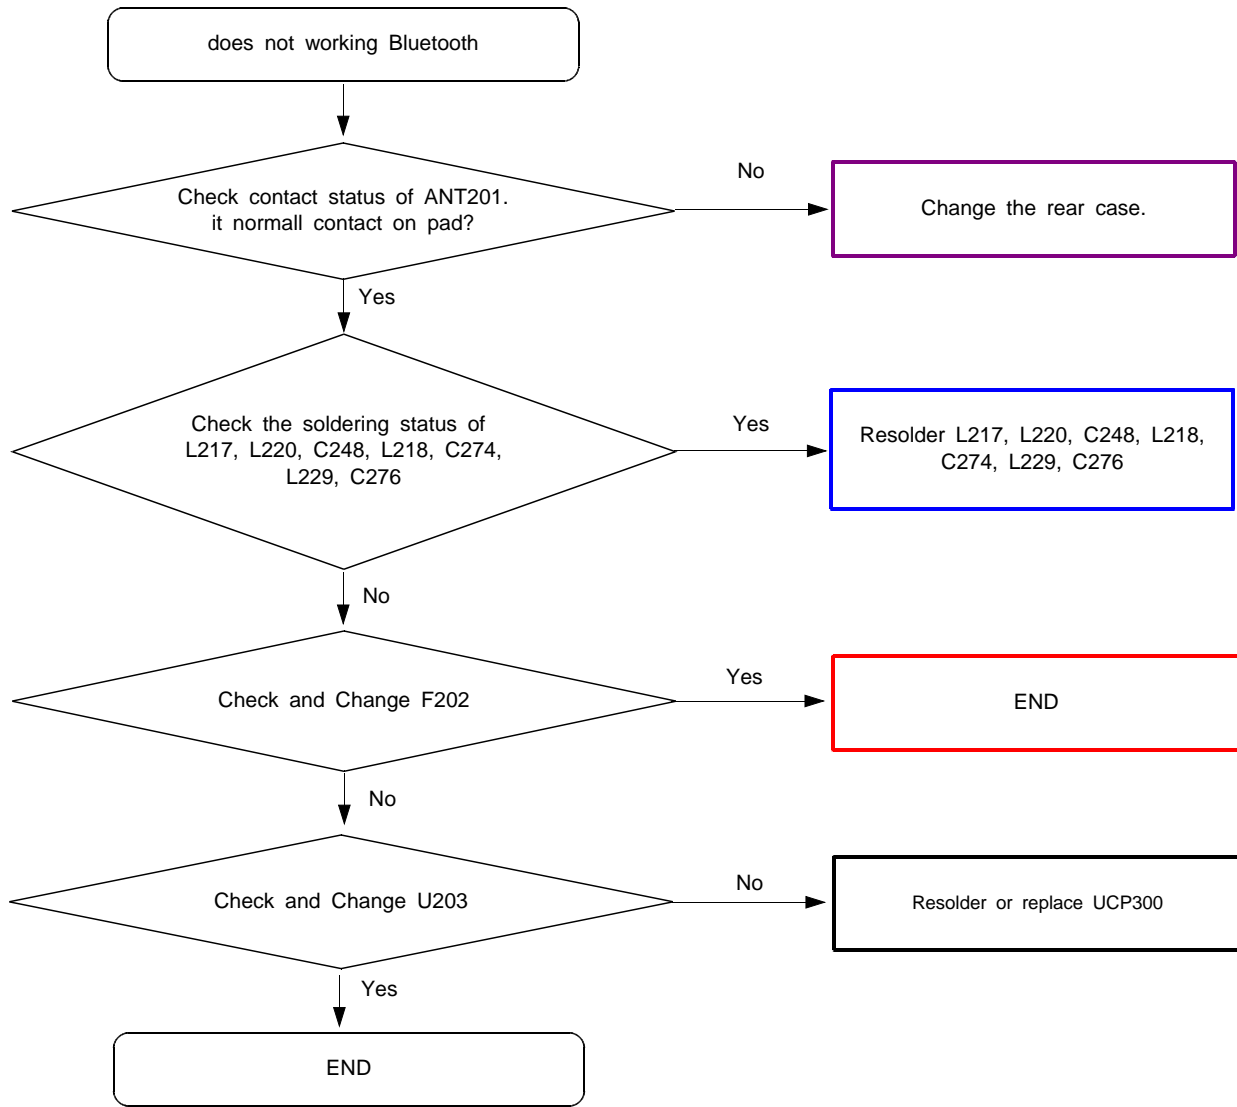 does not working Bluetooth
Check contact status of ANT201.
it normall contact on pad?
No
Change the rear case.
Yes
Check the soldering status of
L217, L220, C248, L218, C274,
L229, C276
Yes
Resolder L217, L220, C248, L218,
C274, L229, C276
No
Check and Change F202
Yes
END
No
Check and Change U203
No
Resolder or replace UCP300
Yes
END